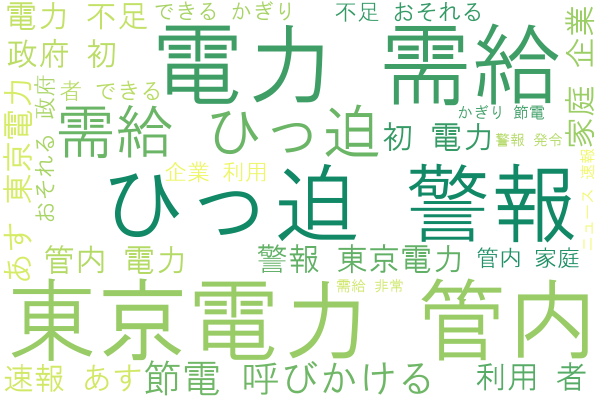 電力 不足
できる かぎり
不足 おそれる
企業
政府 初
電力 需給
者 できる
政府
需給
ひっ迫
かぎり 節電
家庭
初 電力
警報 発令
東京電力
おそれる
企業 利用
ひっ迫 警報
ニュース 速報
あす
管内 電力
警報 東京電力
管内 家庭
東京電力 管内
需給 非常
速報 あす
節電 呼びかける
利用 者